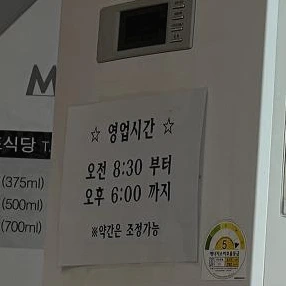 M
식당 T.
(375ml)
(500ml)
(700ml)
☆ 영업시간 ☆
오전 8:30 부터
오후 6:00 까지
※약간은 조정가능
5